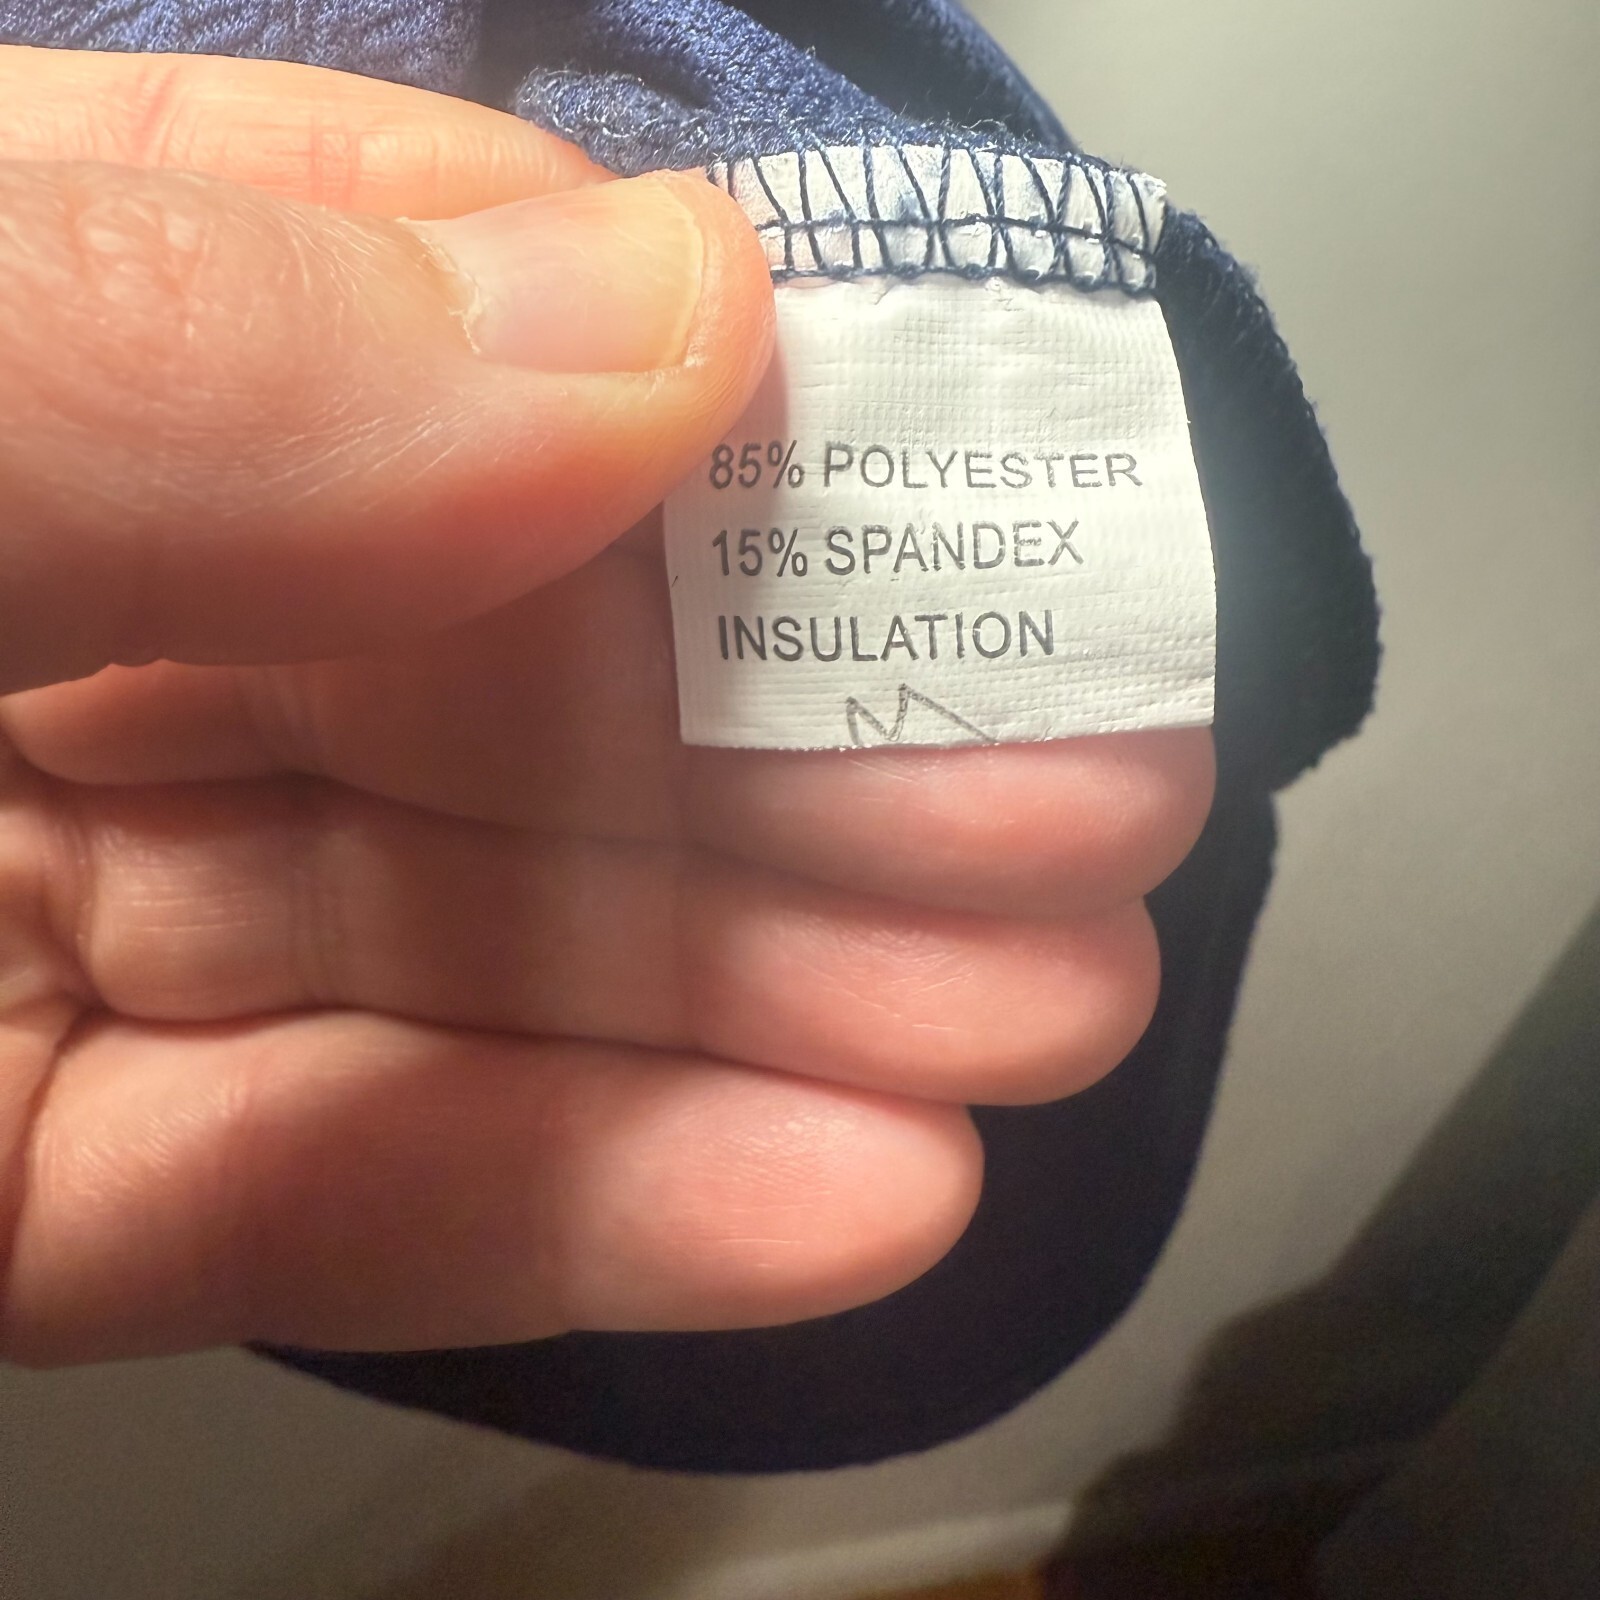 85% POLYESTER
15% SPANDEX
INSULATION